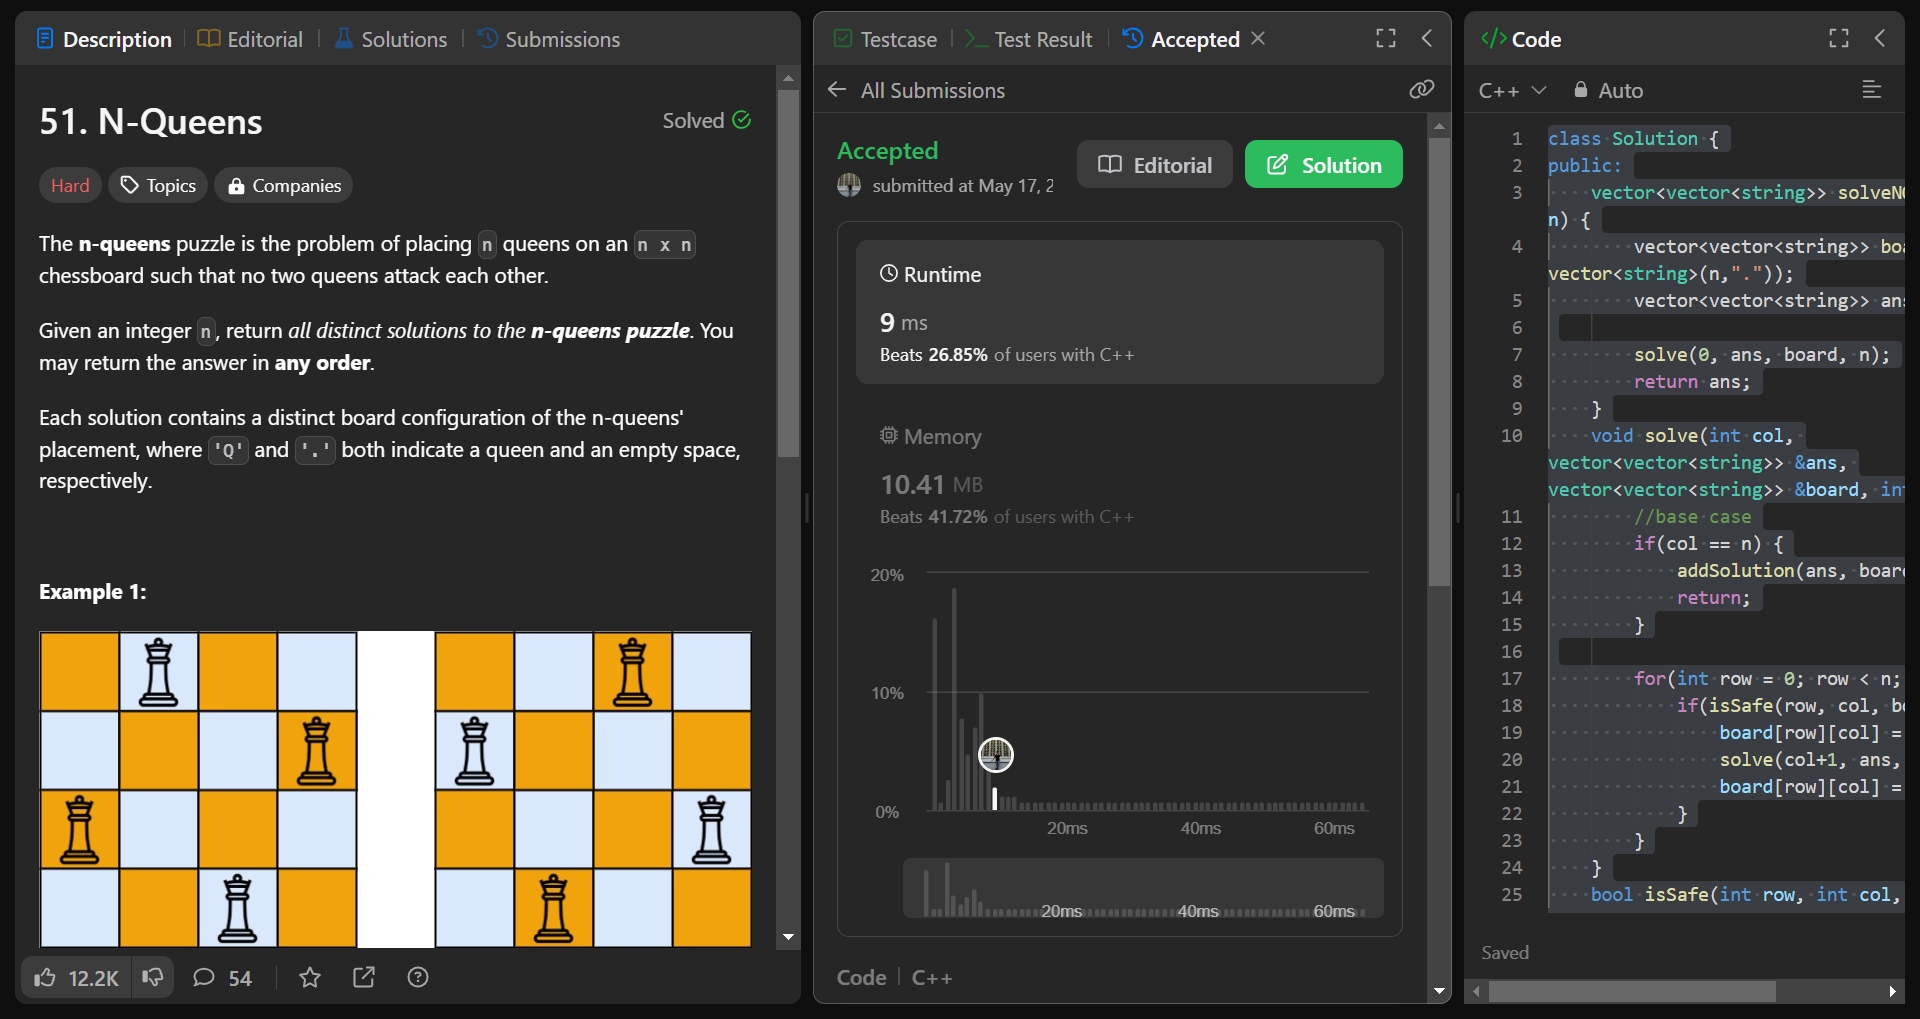 Description
Editorial
Solutions
Submissions
51. N-Queens
Solved
Hard
Topics
Companies
The n-queens puzzle is the problem of placing n queens on an n x n
chessboard such that no two queens attack each other.
Given an integer n, return all distinct solutions to the n-queens puzzle. You
may return the answer in any order.
Each solution contains a distinct board configuration of the n-queens'
placement, where 'Q' and '.' both indicate a queen and an empty space,
respectively.
Example 1:
12.2K
54
Testcase
Test Result
Accepted
All Submissions
Accepted
submitted at May 17, 2
Editorial
Solution
Runtime
9 ms
Beats 26.85% of users with C++
Memory
10.41 MB
Beats 41.72% of users with C++
20%
10%
0%
20ms 40ms 60ms
20ms 40ms 60ms
Code | C++
</> Code
C++
Auto
1 class Solution {
2 public:
3 vector<vector<string>> solveN
n) {
4 vector<vector<string>> boa
vector<string>(n,"."));
5 vector<vector<string>> ans
6
7 solve(0, ans, board, n);
8 return ans;
9 }
10 void solve(int col,
vector<vector<string>> &ans,
vector<vector<string>> &board, int
11 //base case
12 if(col == n) {
13 addSolution(ans, board
14 return;
15 }
16
17 for(int row = 0; row < n;
18 if(isSafe(row, col, bo
19 board[row][col] =
20 solve(col+1, ans,
21 board[row][col] =
22 }
23 }
24 }
25 bool isSafe(int row, int col,
Saved